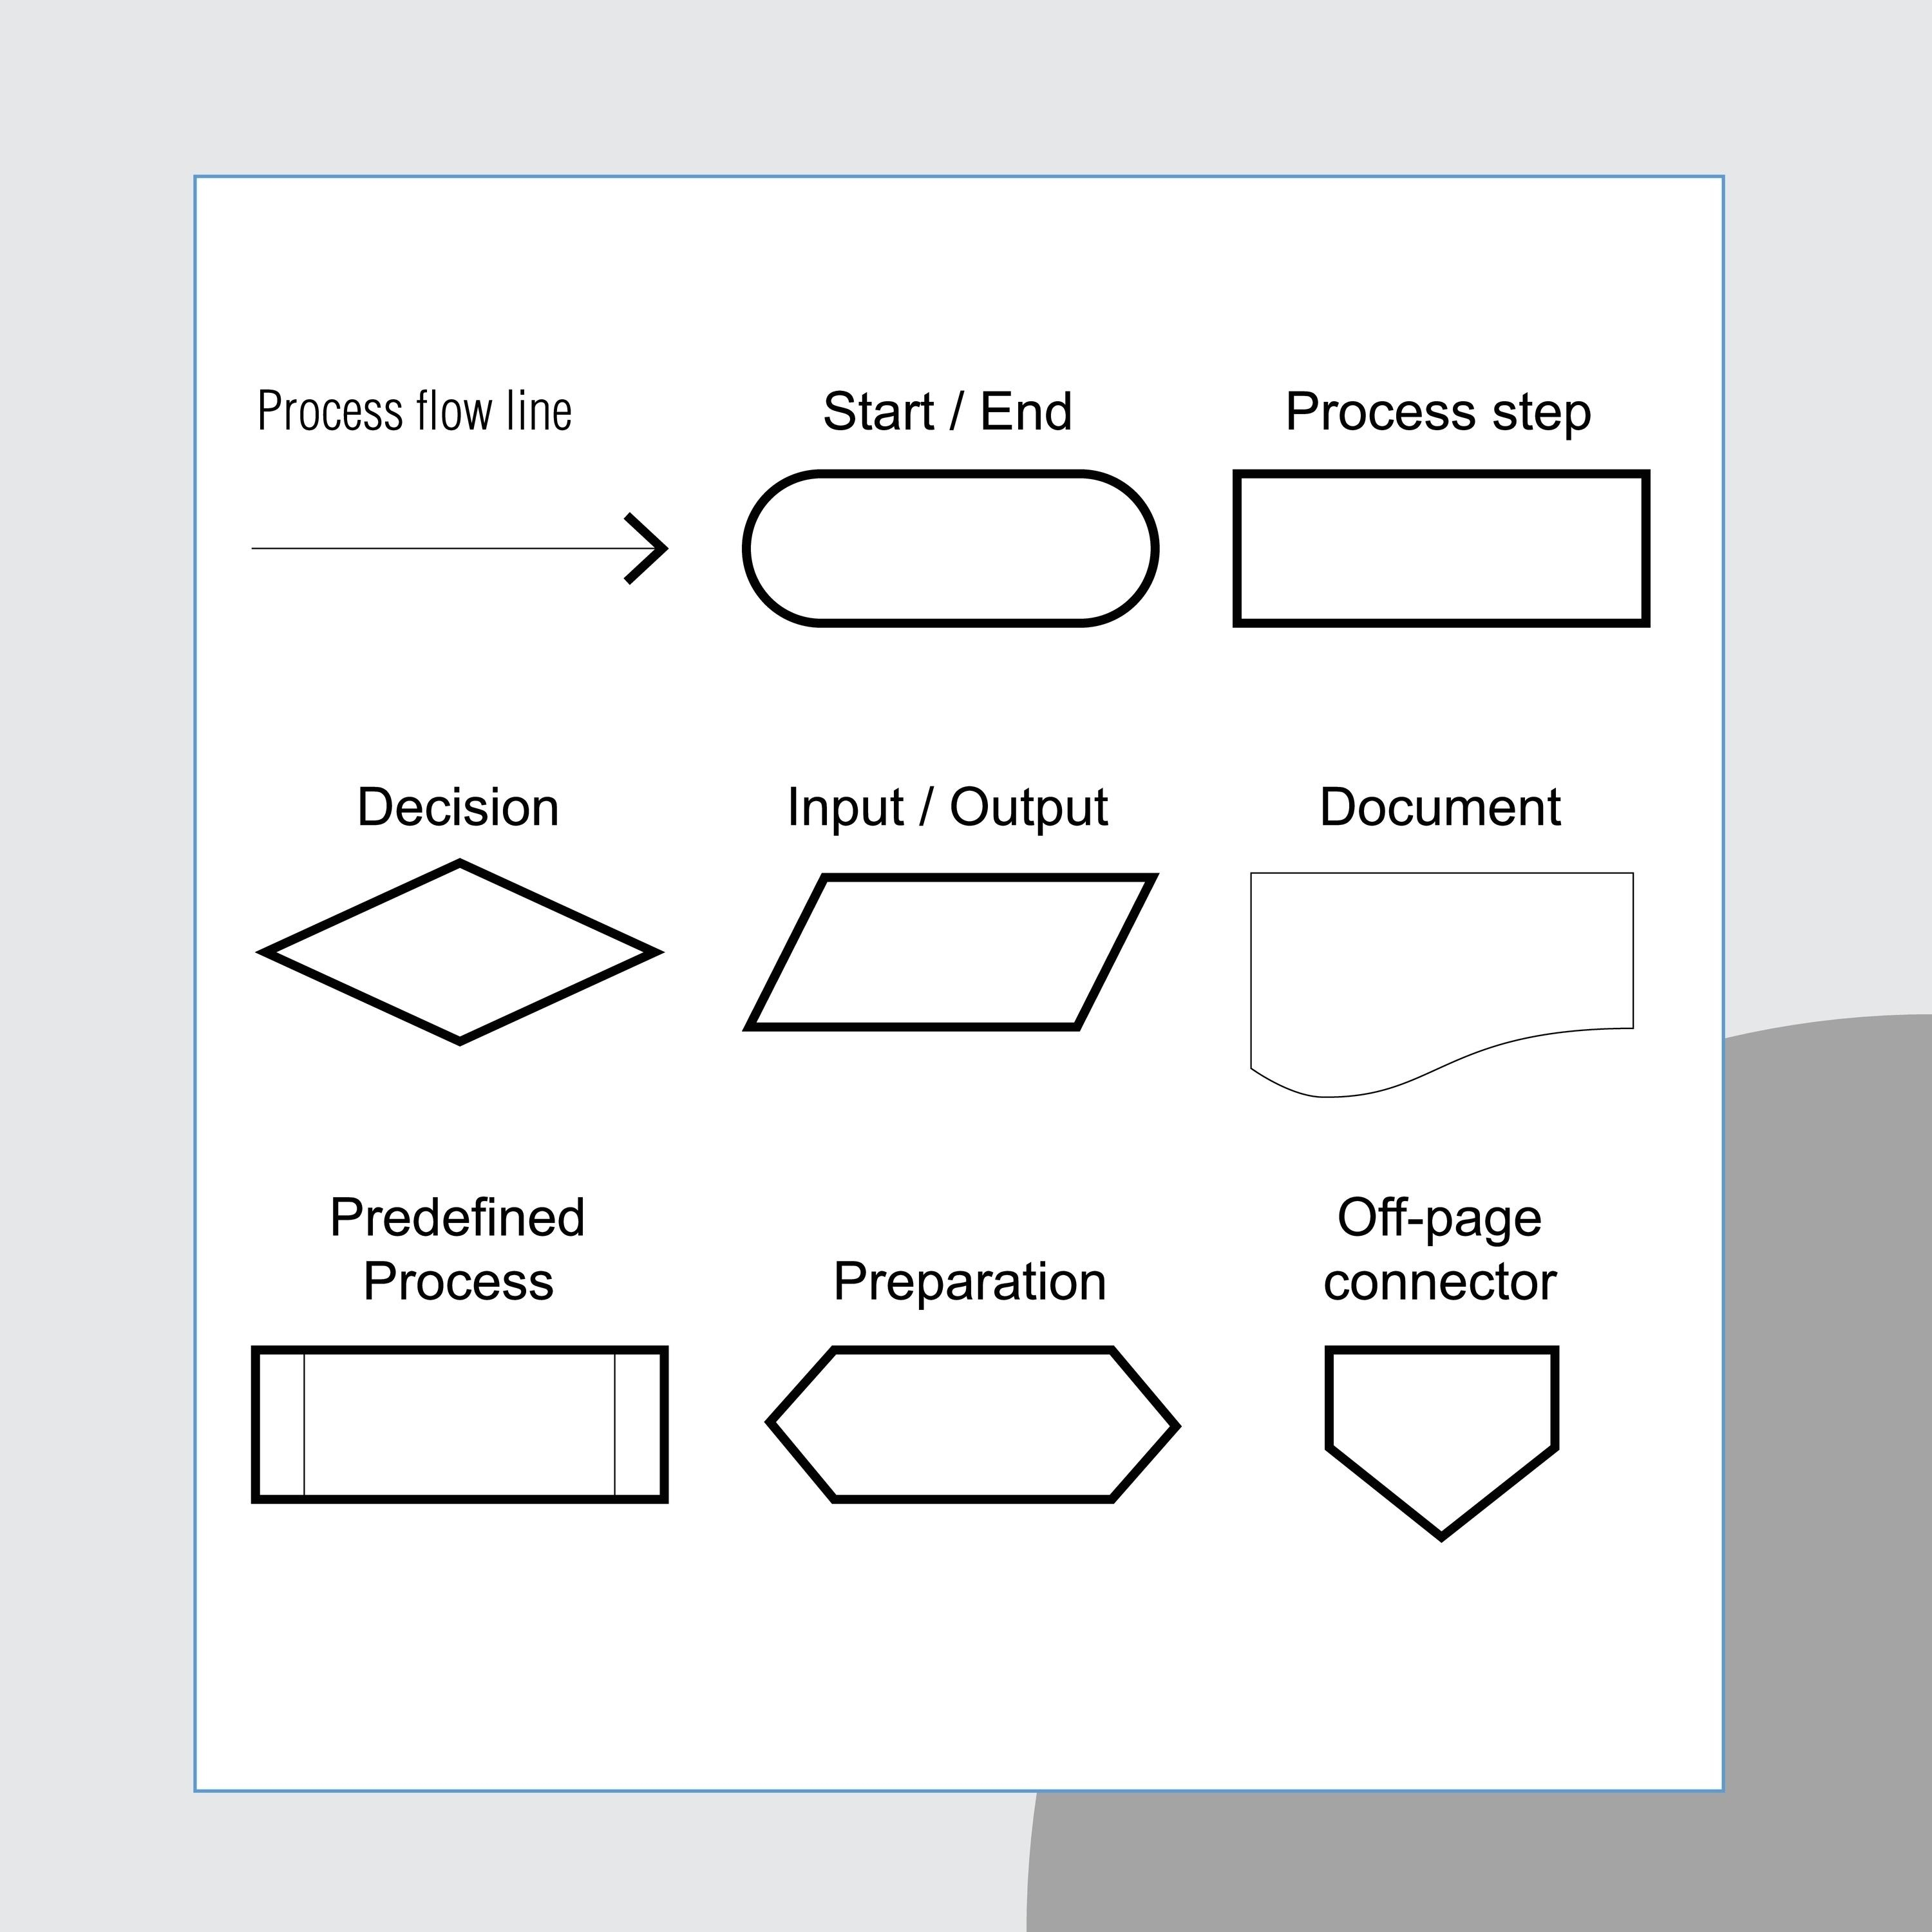 Process flow line
Start / End
Process step
Decision
Input / Output
Document
Predefined
Process
Preparation
Off-page
connector